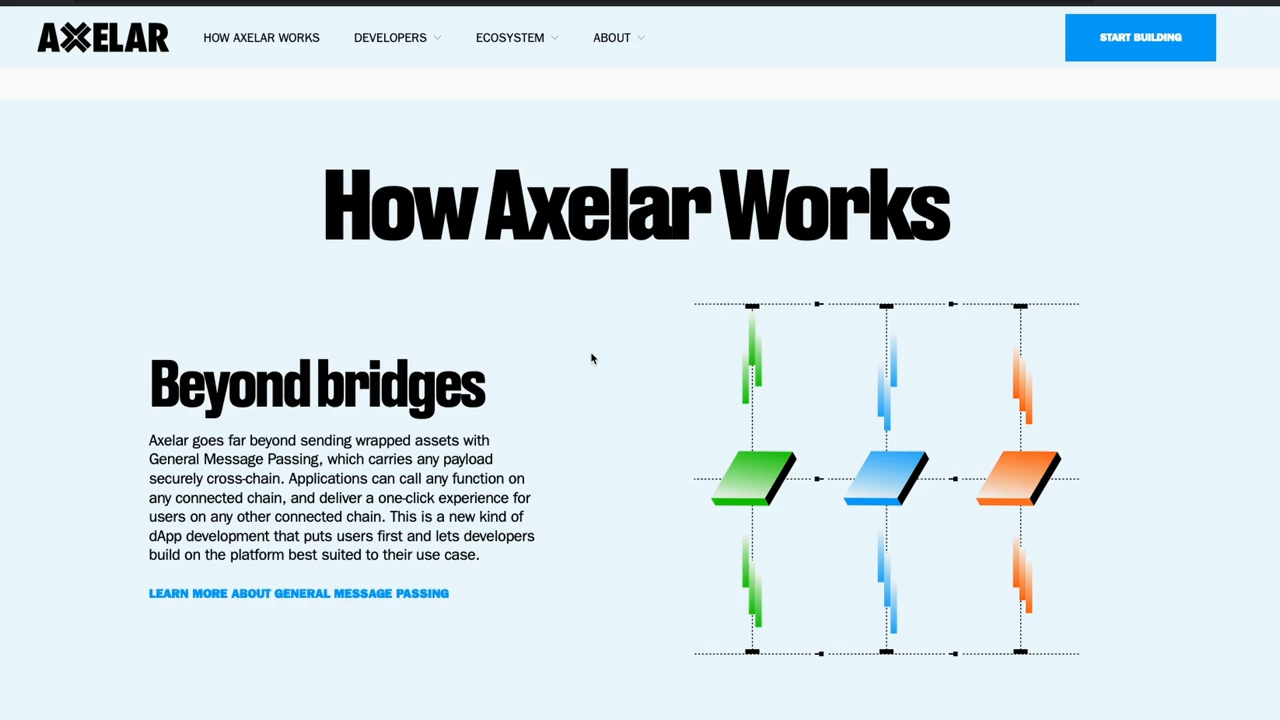 AXELAR
HOW AXELAR WORKS
DEVELOPERS
ECOSYSTEM
ABOUT
START BUILDING
How Axelar Works
Beyond bridges
Axelar goes far beyond sending wrapped assets with
General Message Passing, which carries any payload
securely cross-chain. Applications can call any function on
any connected chain, and deliver a one-click experience for
users on any other connected chain. This is a new kind of
dApp development that puts users first and lets developers
build on the platform best suited to their use case.
LEARN MORE ABOUT GENERAL MESSAGE PASSING